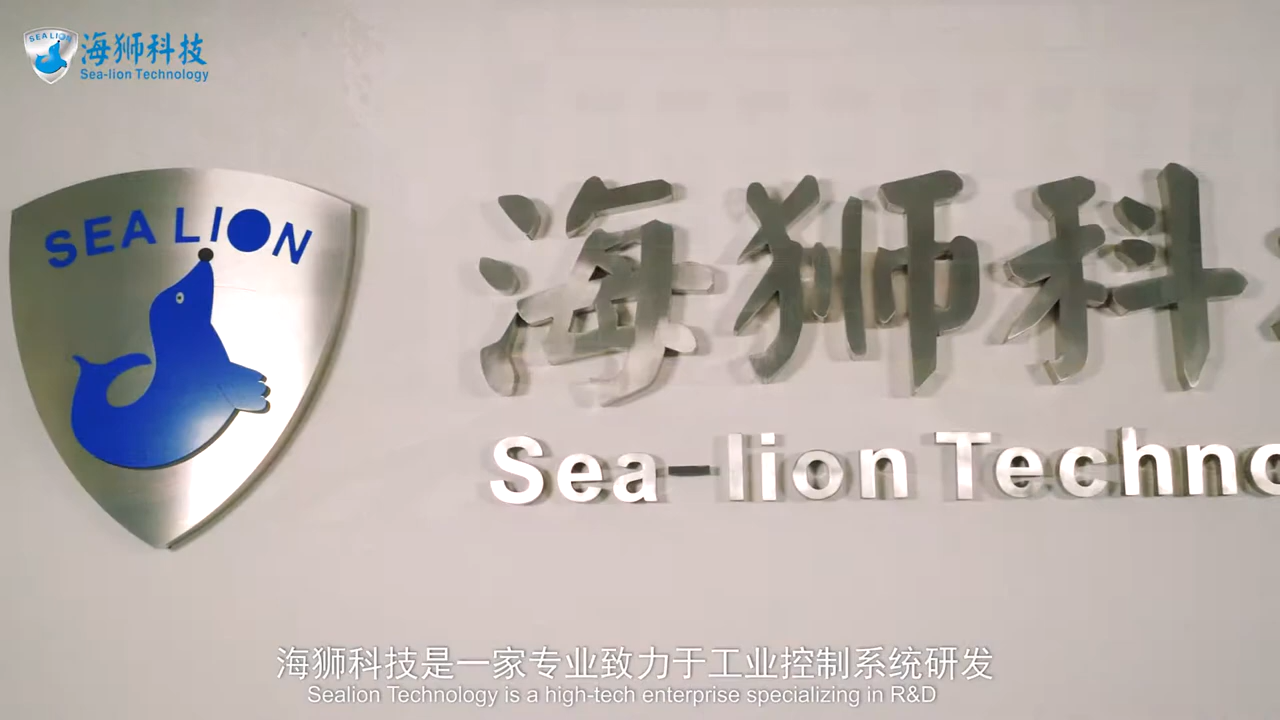 SEA LION
海狮科技
Sea-lion Technology
SEA LION
海狮科
Sea-lion Techno
海狮科技是一家专业致力于工业控制系统研发
Sealion Technology is a high-tech enterprise specializing in R&D